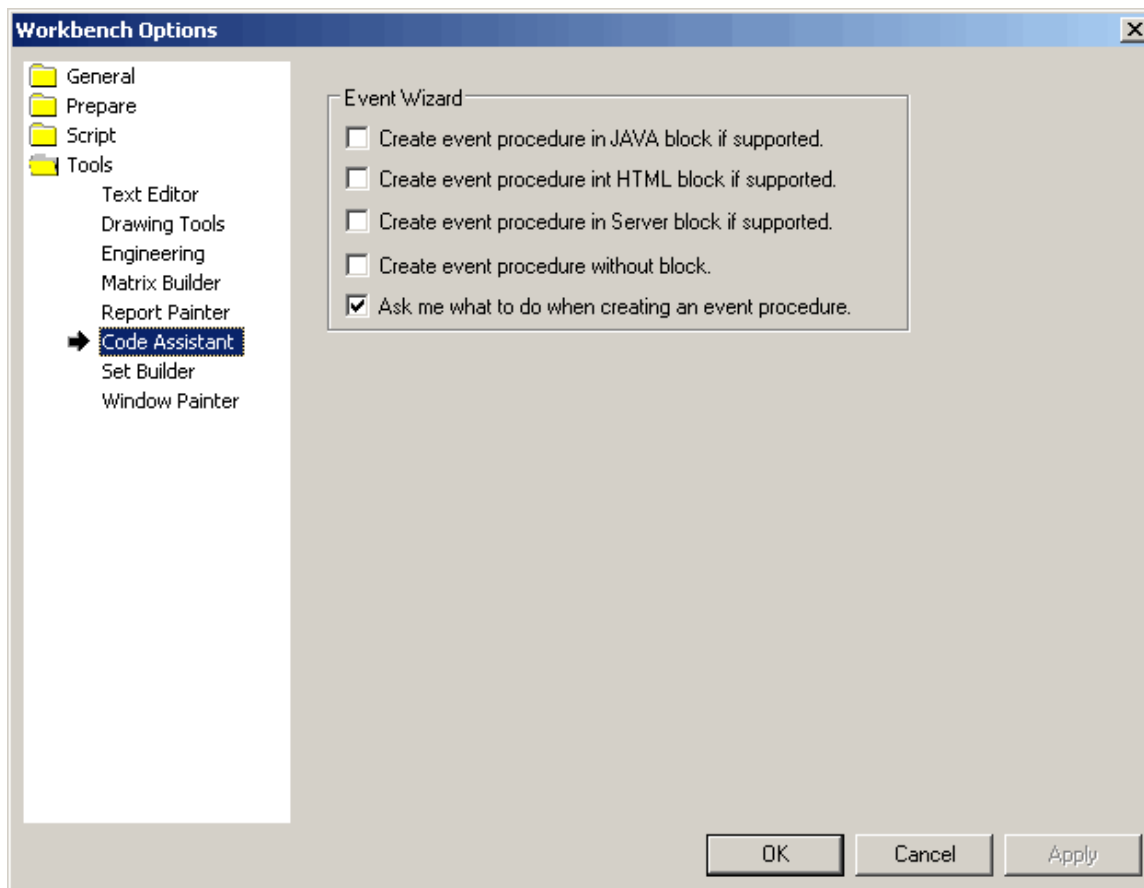 Workbench Options
General
Prepare
Script
Tools
Text Editor
Drawing Tools
Engineering
Matrix Builder
Report Painter
Code Assistant
Set Builder
Window Painter
Event Wizard
Create event procedure in JAVA block if supported.
Create event procedure int HTML block if supported.
Create event procedure in Server block if supported.
Create event procedure without block.
Ask me what to do when creating an event procedure.
OK
Cancel
Apply